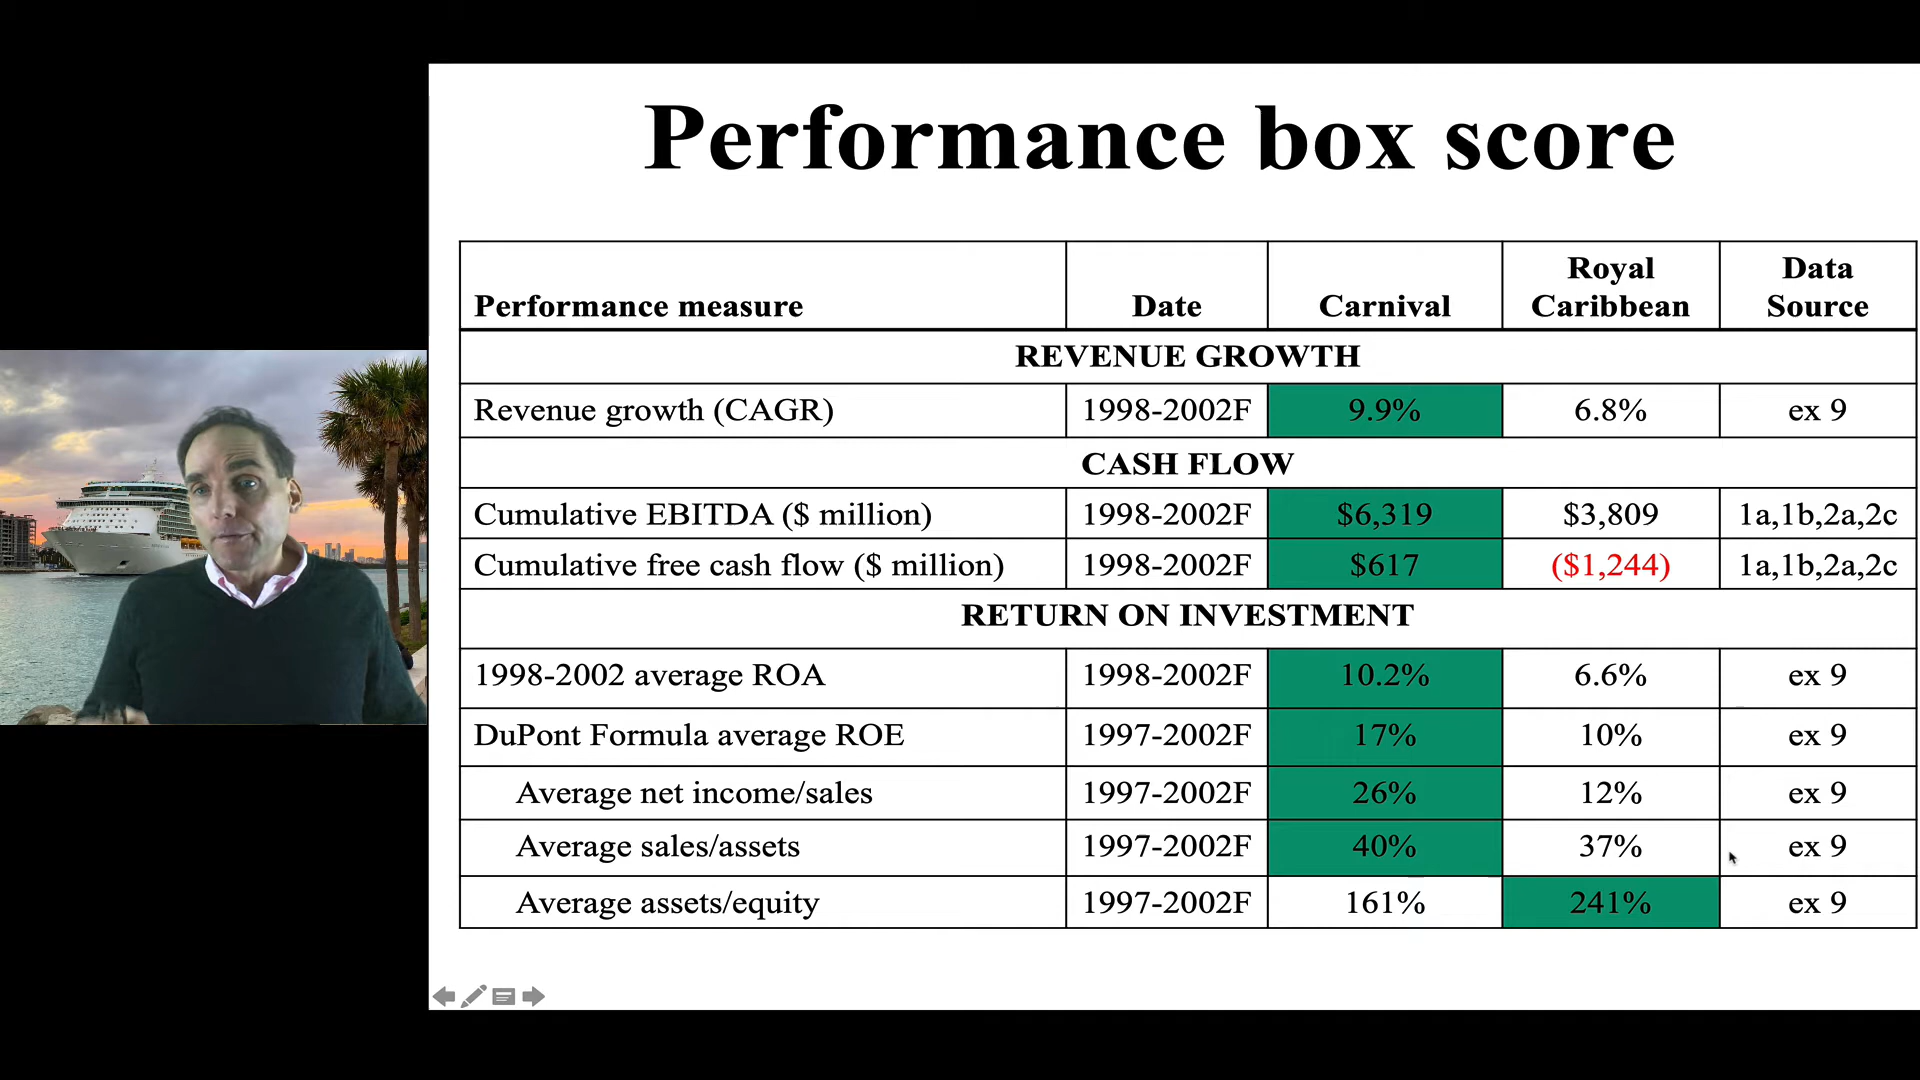 Performance box score
Performance measure Date Carnival Royal Caribbean Data Source
REVENUE GROWTH
Revenue growth (CAGR) 1998-2002F 9.9% 6.8% ex 9
CASH FLOW
Cumulative EBITDA ($ million) 1998-2002F $6,319 $3,809 1a,1b,2a,2c
Cumulative free cash flow ($ million) 1998-2002F $617 ($1,244) 1a,1b,2a,2c
RETURN ON INVESTMENT
1998-2002 average ROA 1998-2002F 10.2% 6.6% ex 9
DuPont Formula average ROE 1997-2002F 17% 10% ex 9
Average net income/sales 1997-2002F 26% 12% ex 9
Average sales/assets 1997-2002F 40% 37% ex 9
Average assets/equity 1997-2002F 161% 241% ex 9